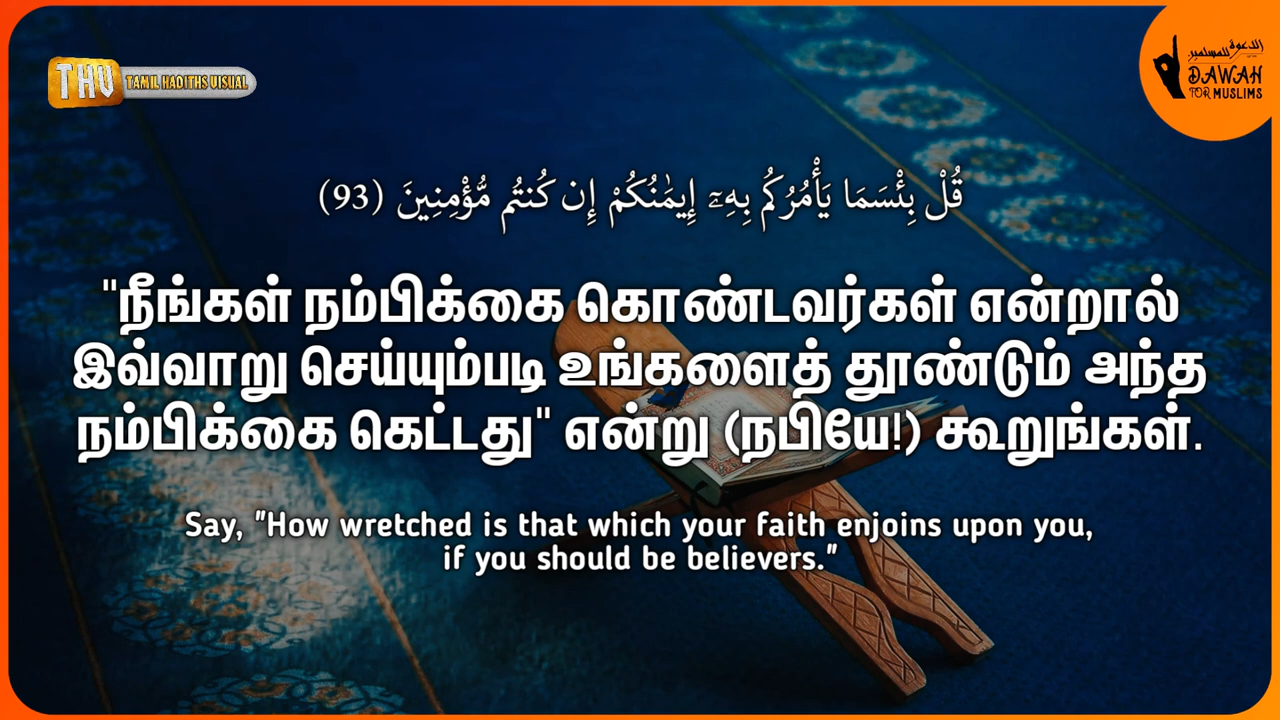 THV TAMIL HADITHS VISUAL
الدعوة للمسلمين
DAWAH
FOR MUSLIMS
قُلْ بِئْسَمَا يَأْمُرُكُم بِهِۦٓ إِيمَٰنُكُمْ إِن كُنتُم مُّؤْمِنِينَ (93)
"நீங்கள் நம்பிக்கை கொண்டவர்கள் என்றால்
இவ்வாறு செய்யும்படி உங்களைத் தூண்டும் அந்த
நம்பிக்கை கெட்டது" என்று (நபியே!) கூறுங்கள்.
Say, "How wretched is that which your faith enjoins upon you,
if you should be believers."